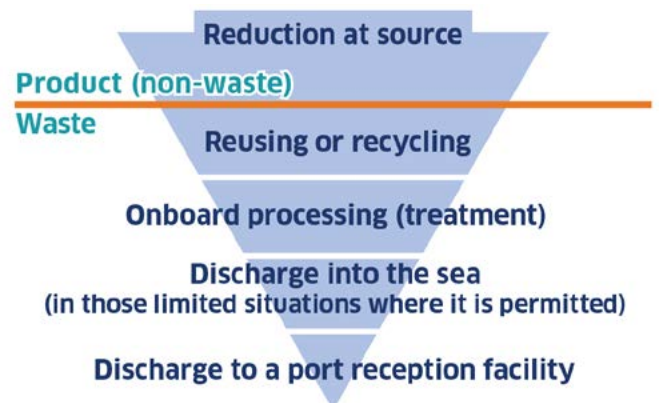 Reduction at source
Product (non-waste)
Waste
Reusing or recycling
Onboard processing (treatment)
Discharge into the sea
(in those limited situations where it is permitted)
Discharge to a port reception facility